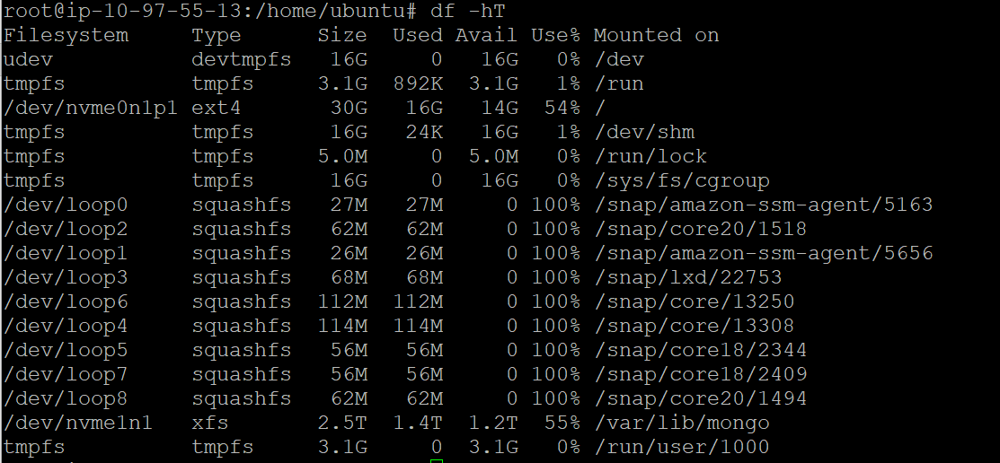 root@ip-10-97-55-13:/home/ubuntu# df -hT
Filesystem     Type      Size  Used Avail Use% Mounted on
udev           devtmpfs   16G     0   16G   0% /dev
tmpfs          tmpfs     3.1G  892K  3.1G   1% /run
/dev/nvme0n1p1 ext4       30G   16G   14G  54% /
tmpfs          tmpfs      16G   24K   16G   1% /dev/shm
tmpfs          tmpfs     5.0M     0  5.0M   0% /run/lock
tmpfs          tmpfs      16G     0   16G   0% /sys/fs/cgroup
/dev/loop0     squashfs   27M   27M     0 100% /snap/amazon-ssm-agent/5163
/dev/loop2     squashfs   62M   62M     0 100% /snap/core20/1518
/dev/loop1     squashfs   26M   26M     0 100% /snap/amazon-ssm-agent/5656
/dev/loop3     squashfs   68M   68M     0 100% /snap/lxd/22753
/dev/loop6     squashfs  112M  112M     0 100% /snap/core/13250
/dev/loop4     squashfs  114M  114M     0 100% /snap/core/13308
/dev/loop5     squashfs   56M   56M     0 100% /snap/core18/2344
/dev/loop7     squashfs   56M   56M     0 100% /snap/core18/2409
/dev/loop8     squashfs   62M   62M     0 100% /snap/core20/1494
/dev/nvme1n1   xfs       2.5T  1.4T  1.2T  55% /var/lib/mongo
tmpfs          tmpfs     3.1G     0  3.1G   0% /run/user/1000